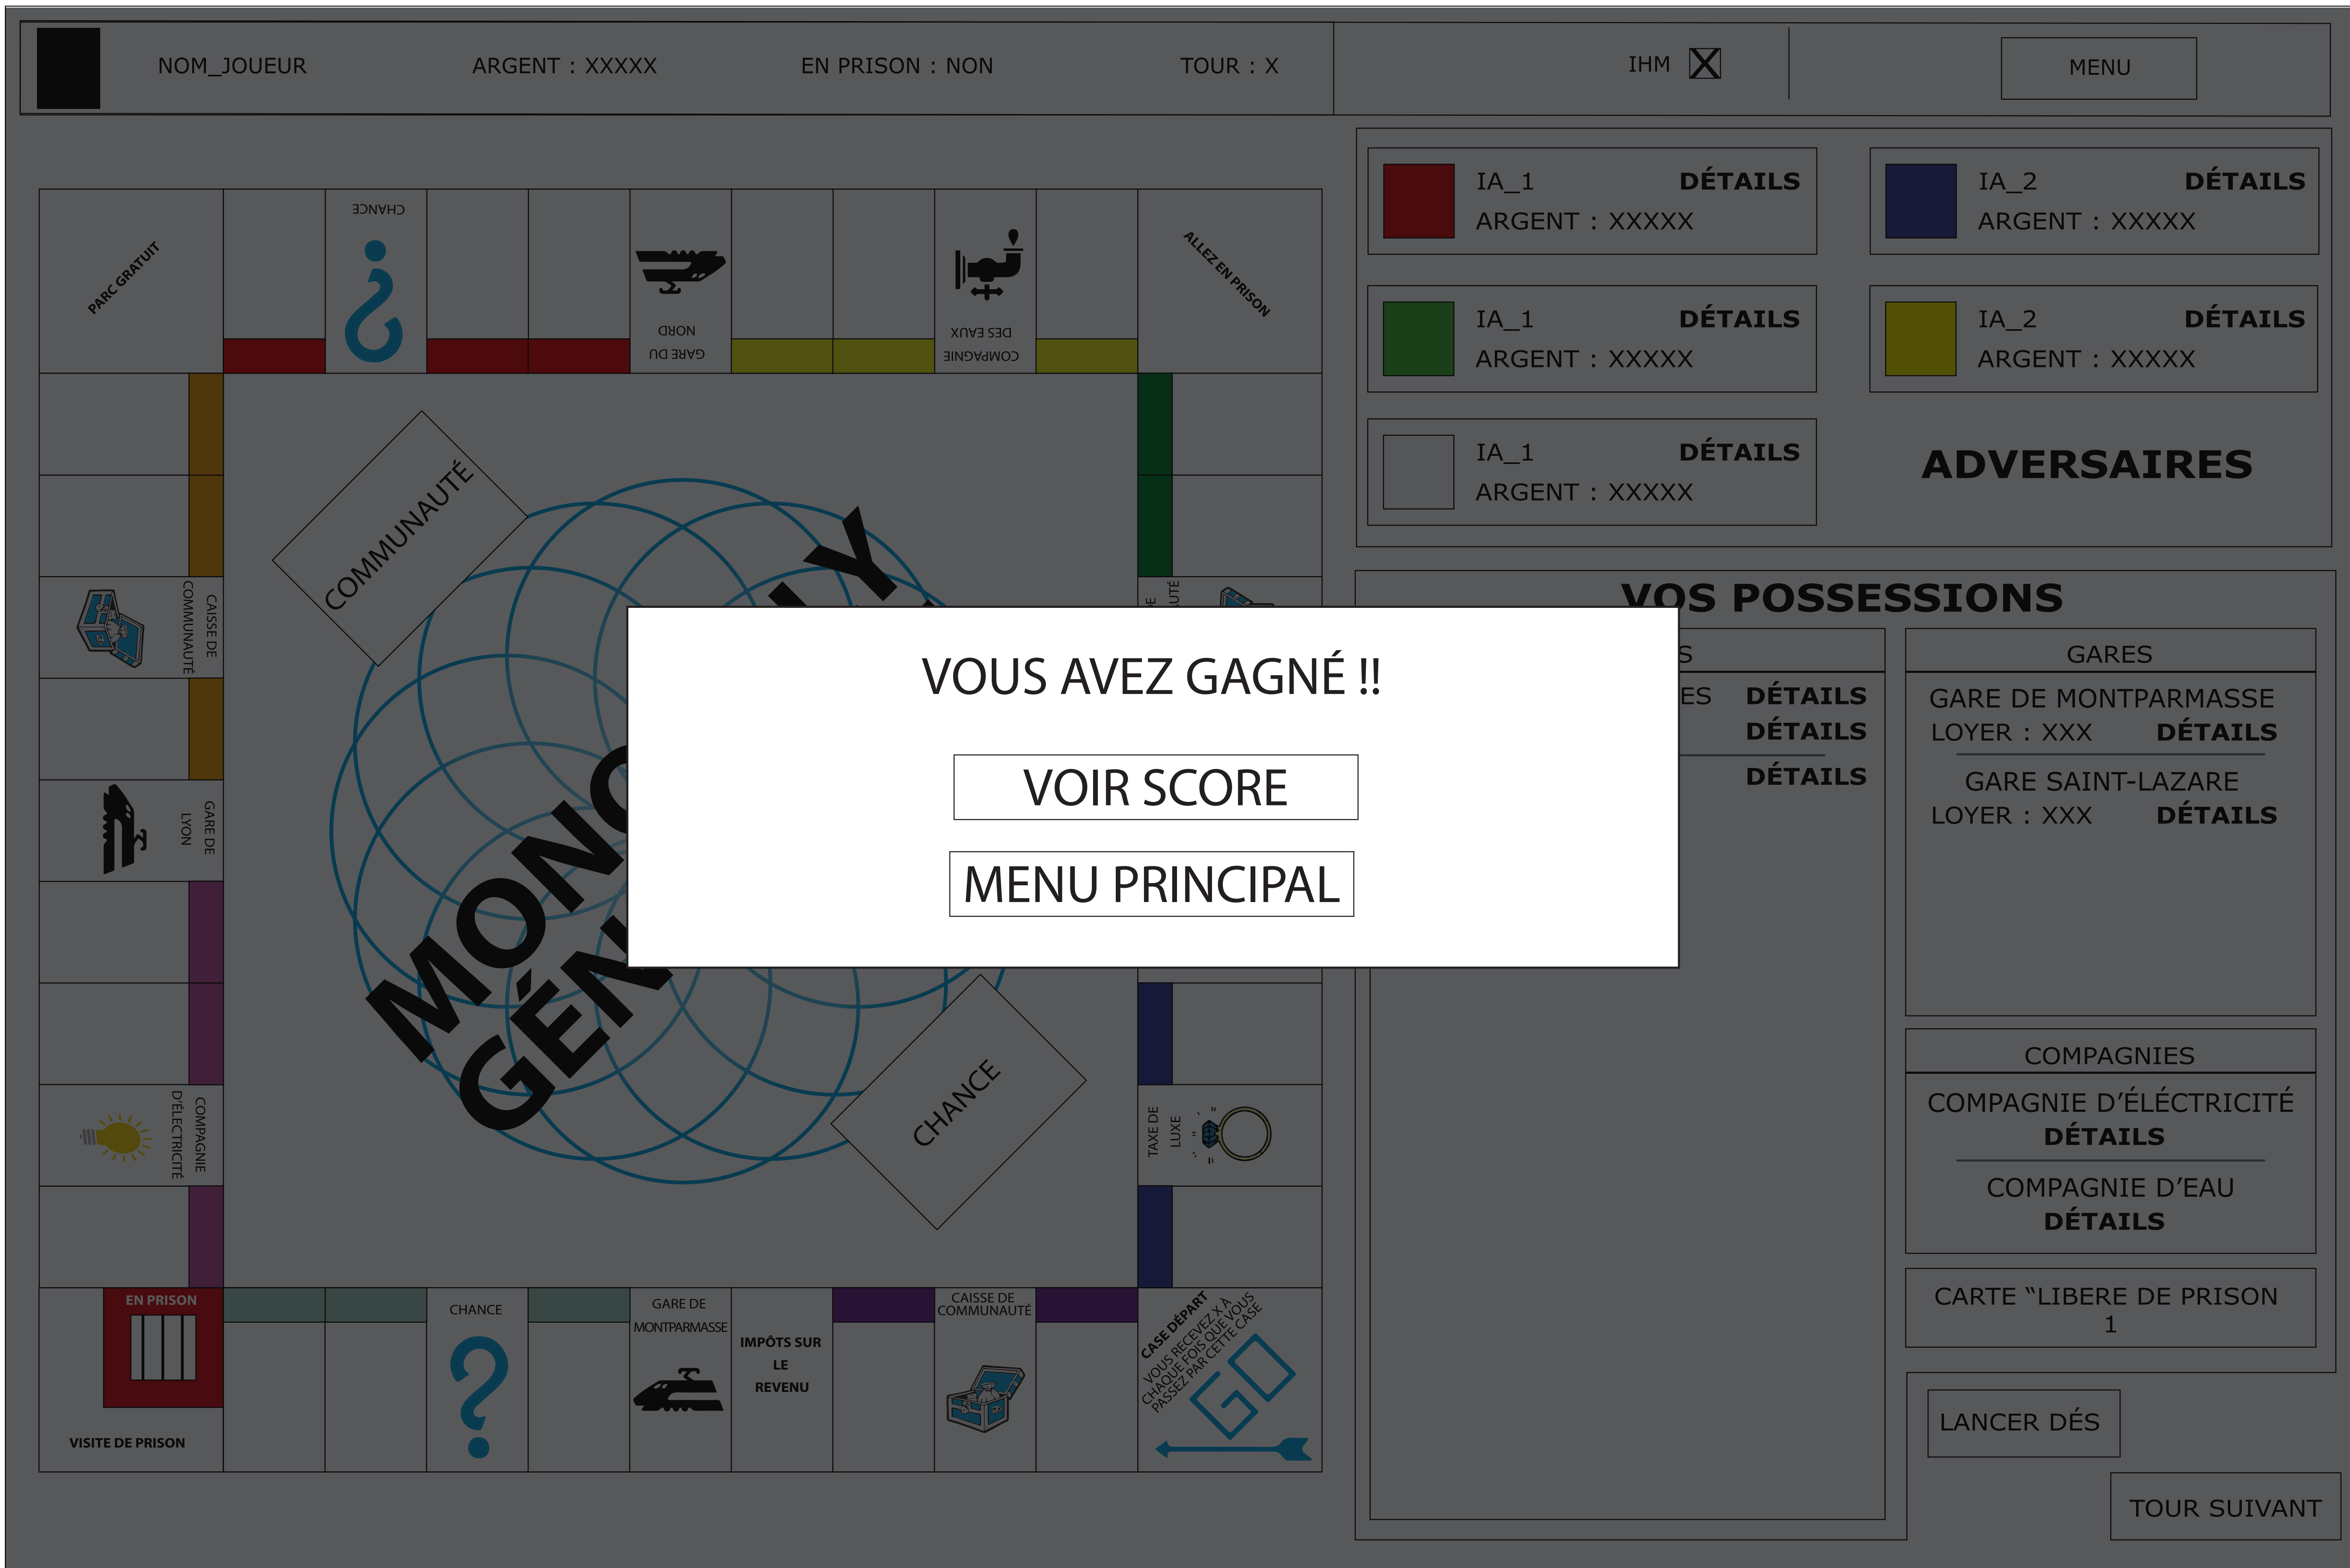 NOM_JOUEUR ARGENT : XXXXX EN PRISON : NON TOUR : X IHM X MENU
PARC GRATUIT
CHANCE
GARE DU
NORD
COMPAGNIE
DES EAUX
ALLEZ EN PRISON
IA_1 DÉTAILS
ARGENT : XXXXX
IA_2 DÉTAILS
ARGENT : XXXXX
IA_1 DÉTAILS
ARGENT : XXXXX
IA_2 DÉTAILS
ARGENT : XXXXX
IA_1 DÉTAILS
ARGENT : XXXXX
ADVERSAIRES
COMMUNAUTÉ
CAISSE DE
COMMUNAUTÉ
GARE DE
LYON
COMPAGNIE
D'ÉLECTRICITÉ
VOUS AVEZ GAGNÉ !!
VOIR SCORE
MENU PRINCIPAL
CHANCE
TAXE DE
LUXE
EN PRISON
VISITE DE PRISON
CHANCE
GARE DE
MONTPARMASSE
IMPÔTS SUR
LE
REVENU
CAISSE DE
COMMUNAUTÉ
CASE DÉPART
VOUS RECEVEZ X À
CHAQUE FOIS QUE VOUS
PASSEZ PAR CETTE CASE
GO
VOS POSSESSIONS
DÉTAILS
DÉTAILS
DÉTAILS
GARES
GARE DE MONTPARMASSE
LOYER : XXX DÉTAILS
GARE SAINT-LAZARE
LOYER : XXX DÉTAILS
COMPAGNIES
COMPAGNIE D'ÉLÉCTRICITÉ
DÉTAILS
COMPAGNIE D'EAU
DÉTAILS
CARTE "LIBERE DE PRISON
1
LANCER DÉS
TOUR SUIVANT